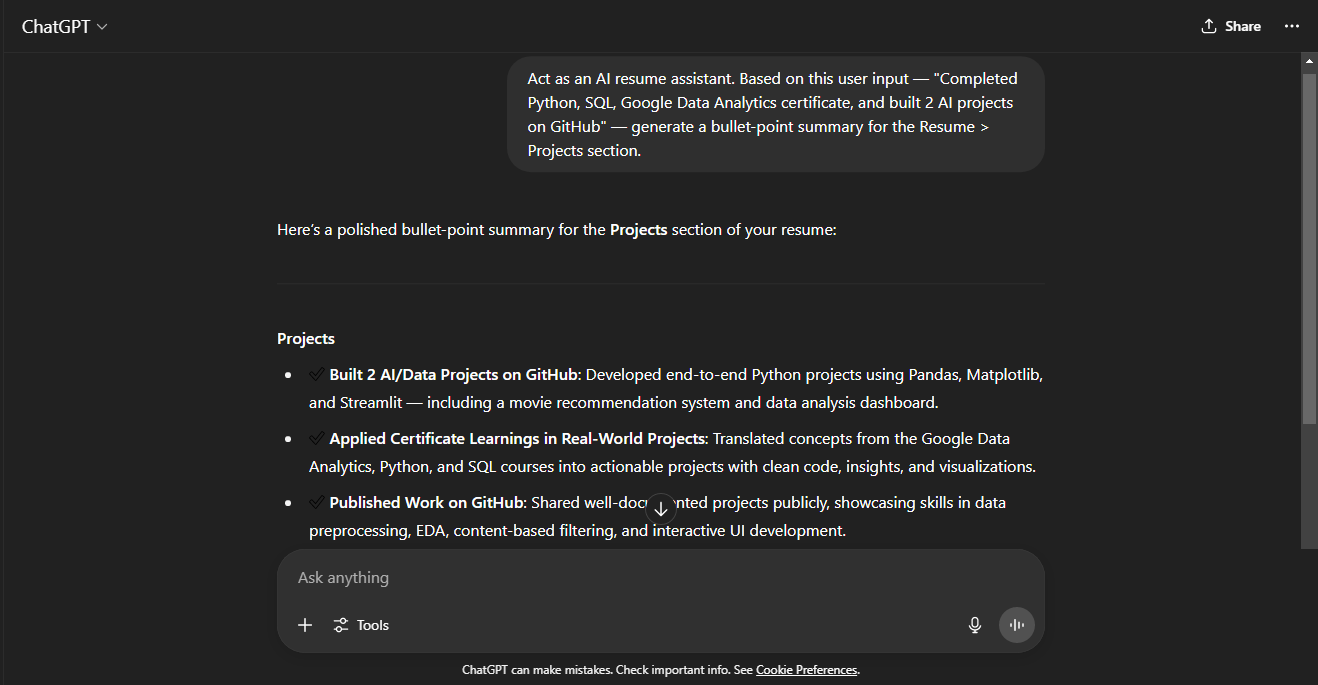 ChatGPT
Share
Act as an AI resume assistant. Based on this user input — "Completed
Python, SQL, Google Data Analytics certificate, and built 2 AI projects
on GitHub" — generate a bullet-point summary for the Resume >
Projects section.
Here's a polished bullet-point summary for the Projects section of your resume:
Projects
Built 2 AI/Data Projects on GitHub: Developed end-to-end Python projects using Pandas, Matplotlib,
and Streamlit — including a movie recommendation system and data analysis dashboard.
Applied Certificate Learnings in Real-World Projects: Translated concepts from the Google Data
Analytics, Python, and SQL courses into actionable projects with clean code, insights, and visualizations.
Published Work on GitHub: Shared well-documented projects publicly, showcasing skills in data
preprocessing, EDA, content-based filtering, and interactive UI development.
Ask anything
Tools
ChatGPT can make mistakes. Check important info. See Cookie Preferences.